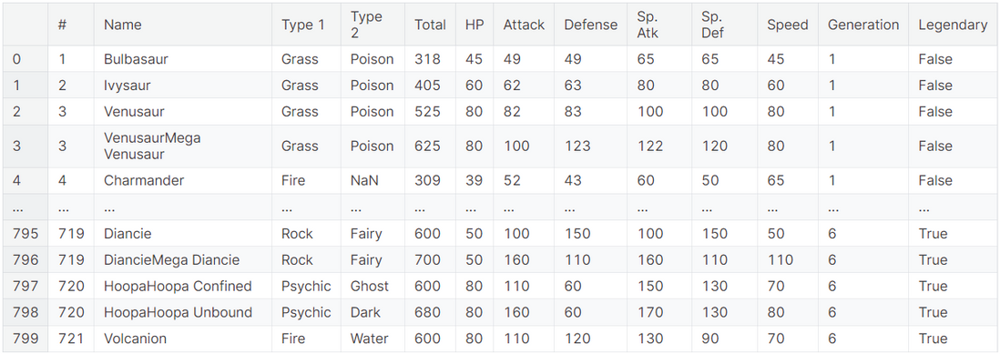 # Name Type 1 Type 2 Total HP Attack Defense Sp. Atk Sp. Def Speed Generation Legendary
0 1 Bulbasaur Grass Poison 318 45 49 49 65 65 45 1 False
1 2 Ivysaur Grass Poison 405 60 62 63 80 80 60 1 False
2 3 Venusaur Grass Poison 525 80 82 83 100 100 80 1 False
3 3 VenusaurMega Venusaur Grass Poison 625 80 100 123 122 120 80 1 False
4 4 Charmander Fire NaN 309 39 52 43 60 50 65 1 False
... ... ... ... ... ... ... ... ... ... ... ... ... ...
795 719 Diancie Rock Fairy 600 50 100 150 100 150 50 6 True
796 719 DiancieMega Diancie Rock Fairy 700 50 160 110 160 110 110 6 True
797 720 HoopaHoopa Confined Psychic Ghost 600 80 110 60 150 130 70 6 True
798 720 HoopaHoopa Unbound Psychic Dark 680 80 160 60 170 130 80 6 True
799 721 Volcanion Fire Water 600 80 110 120 130 90 70 6 True